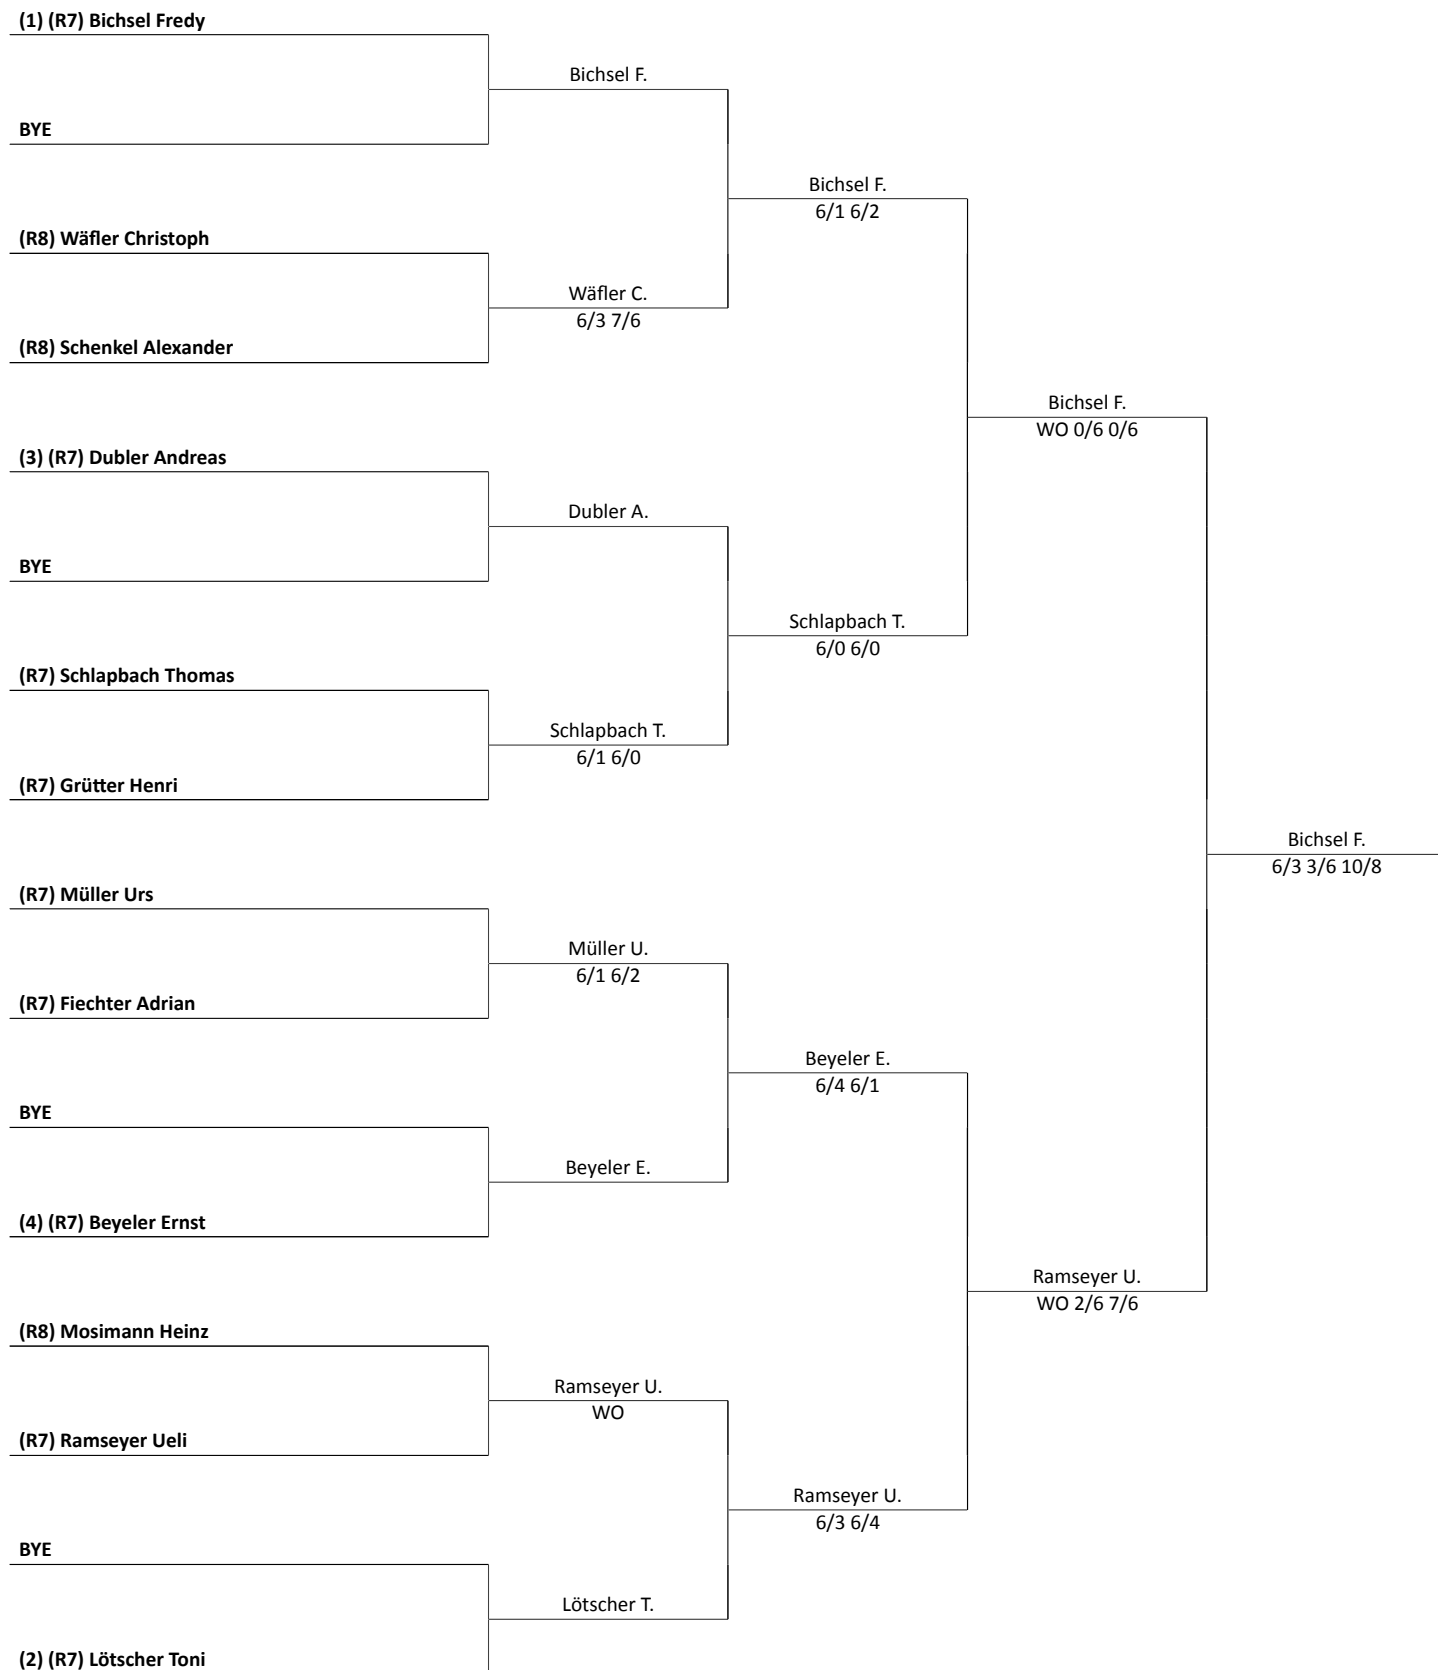 (1) (R7) Bichsel Fredy
Bichsel F.
BYE
Bichsel F.
6/1 6/2
(R8) Wäfler Christoph
Wäfler C.
6/3 7/6
(R8) Schenkel Alexander
Bichsel F.
WO 0/6 0/6
(3) (R7) Dubler Andreas
Dubler A.
BYE
Schlapbach T.
6/0 6/0
(R7) Schlapbach Thomas
Schlapbach T.
6/1 6/0
(R7) Grütter Henri
Bichsel F.
6/3 3/6 10/8
(R7) Müller Urs
Müller U.
6/1 6/2
(R7) Fiechter Adrian
Beyeler E.
6/4 6/1
BYE
Beyeler E.
(4) (R7) Beyeler Ernst
Ramseyer U.
WO 2/6 7/6
(R8) Mosimann Heinz
Ramseyer U.
WO
(R7) Ramseyer Ueli
Ramseyer U.
6/3 6/4
BYE
Lötscher T.
(2) (R7) Lötscher Toni